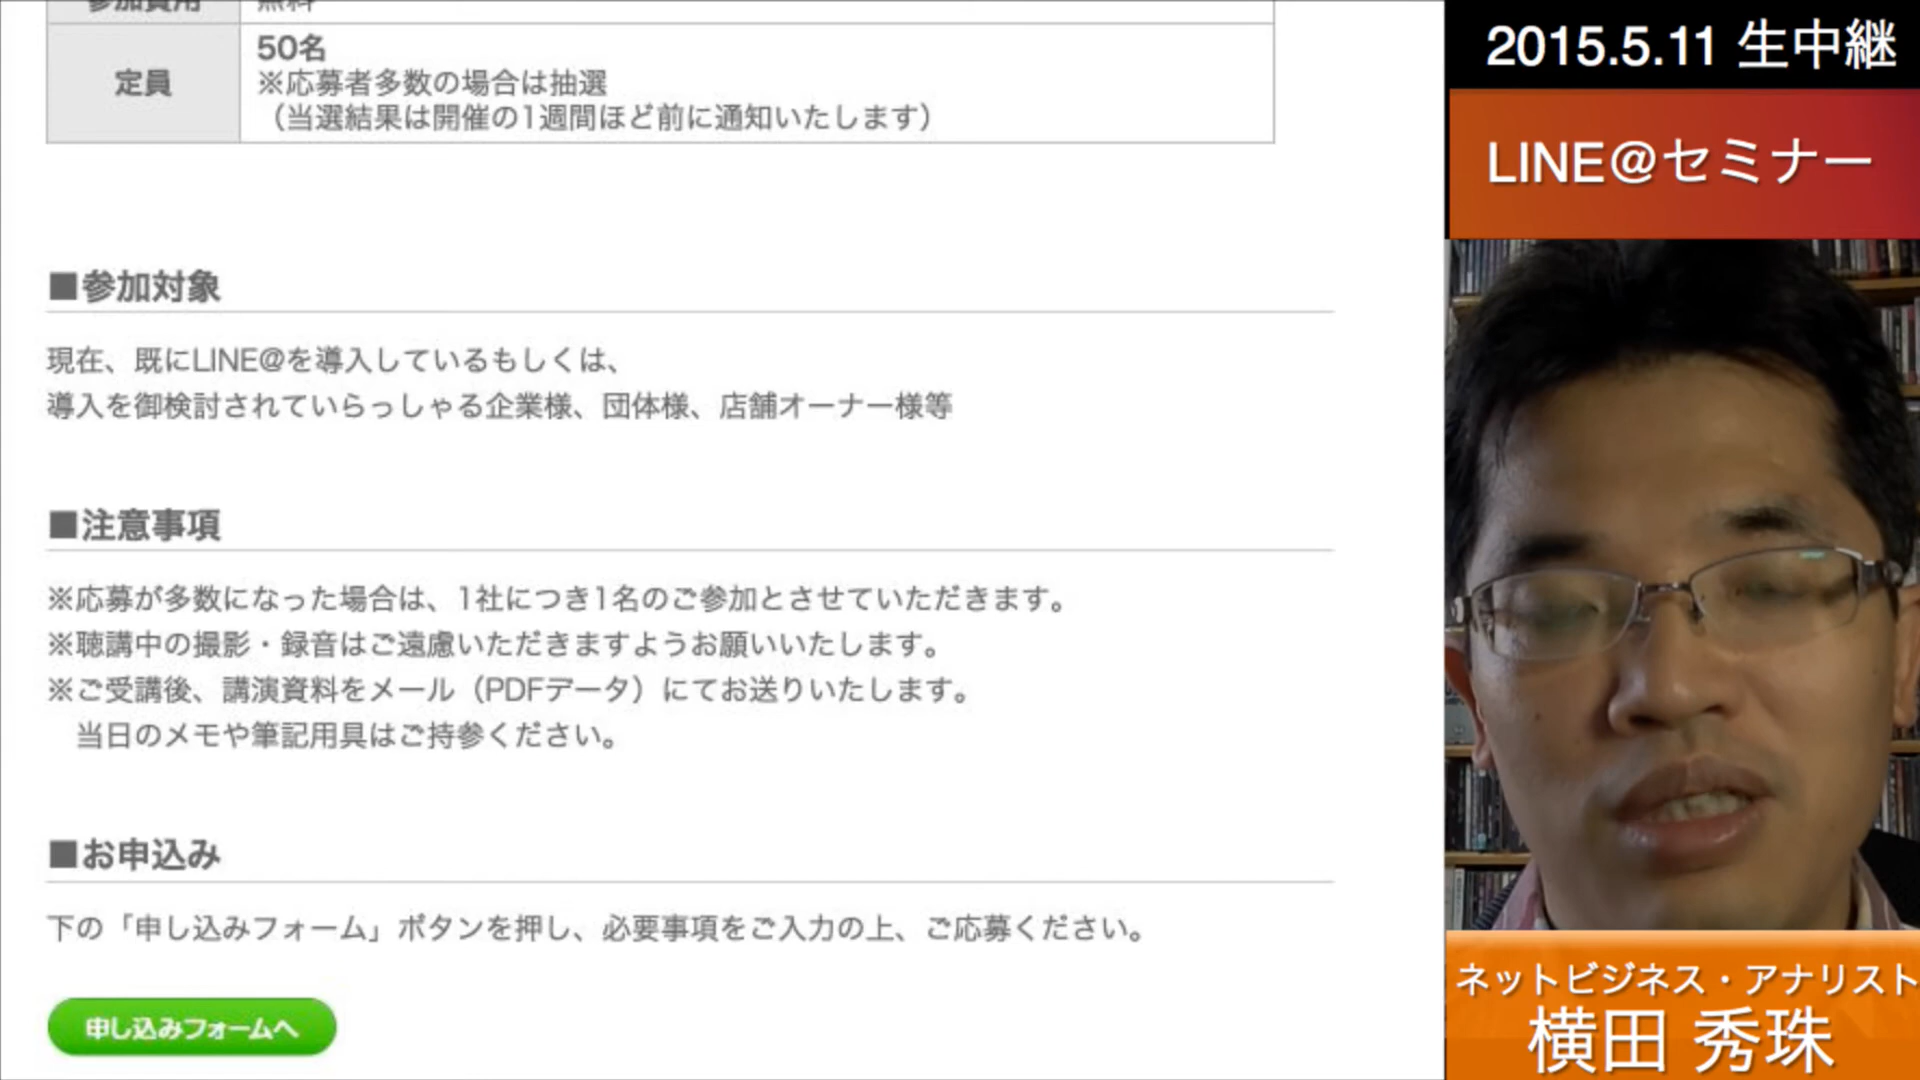 参加費用
無料
定員
50名
※応募者多数の場合は抽選
（当選結果は開催の1週間ほど前に通知いたします）
■参加対象
現在、既にLINE@を導入しているもしくは、
導入を御検討されていらっしゃる企業様、団体様、店舗オーナー様等
■注意事項
※応募が多数になった場合は、1社につき1名のご参加とさせていただきます。
※聴講中の撮影・録音はご遠慮いただきますようお願いいたします。
※ご受講後、講演資料をメール（PDFデータ）にてお送りいたします。
当日のメモや筆記用具はご持参ください。
■お申込み
下の「申し込みフォーム」ボタンを押し、必要事項をご入力の上、ご応募ください。
申し込みフォームへ
2015.5.11 生中継
LINE@セミナー
ネットビジネス・アナリスト
横田 秀珠